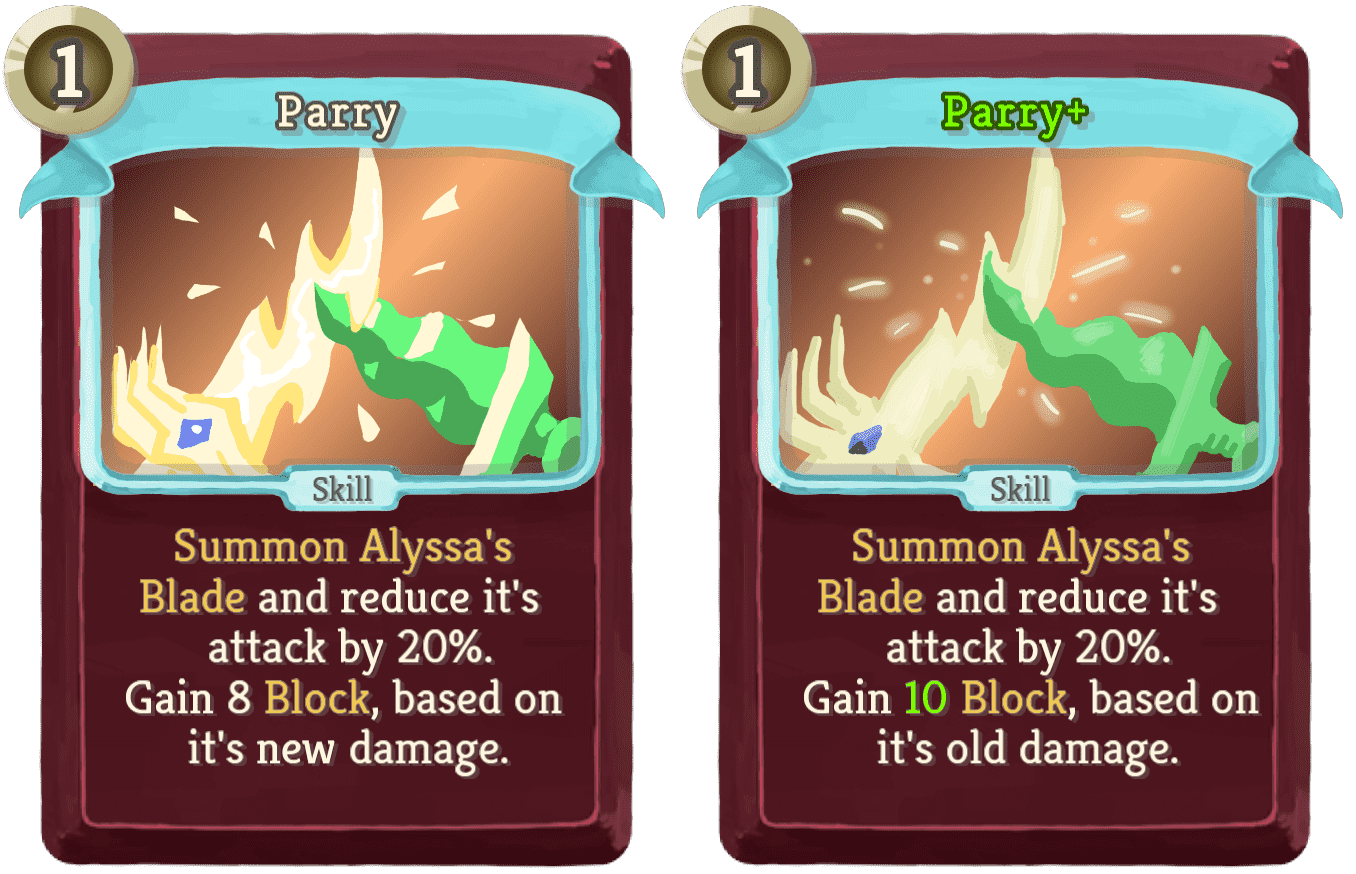 1
Parry
Skill
Summon Alyssa's
Blade and reduce it's
attack by 20%.
Gain 8 Block, based on
it's new damage.
1
Parry+
Skill
Summon Alyssa's
Blade and reduce it's
attack by 20%.
Gain 10 Block, based on
it's old damage.